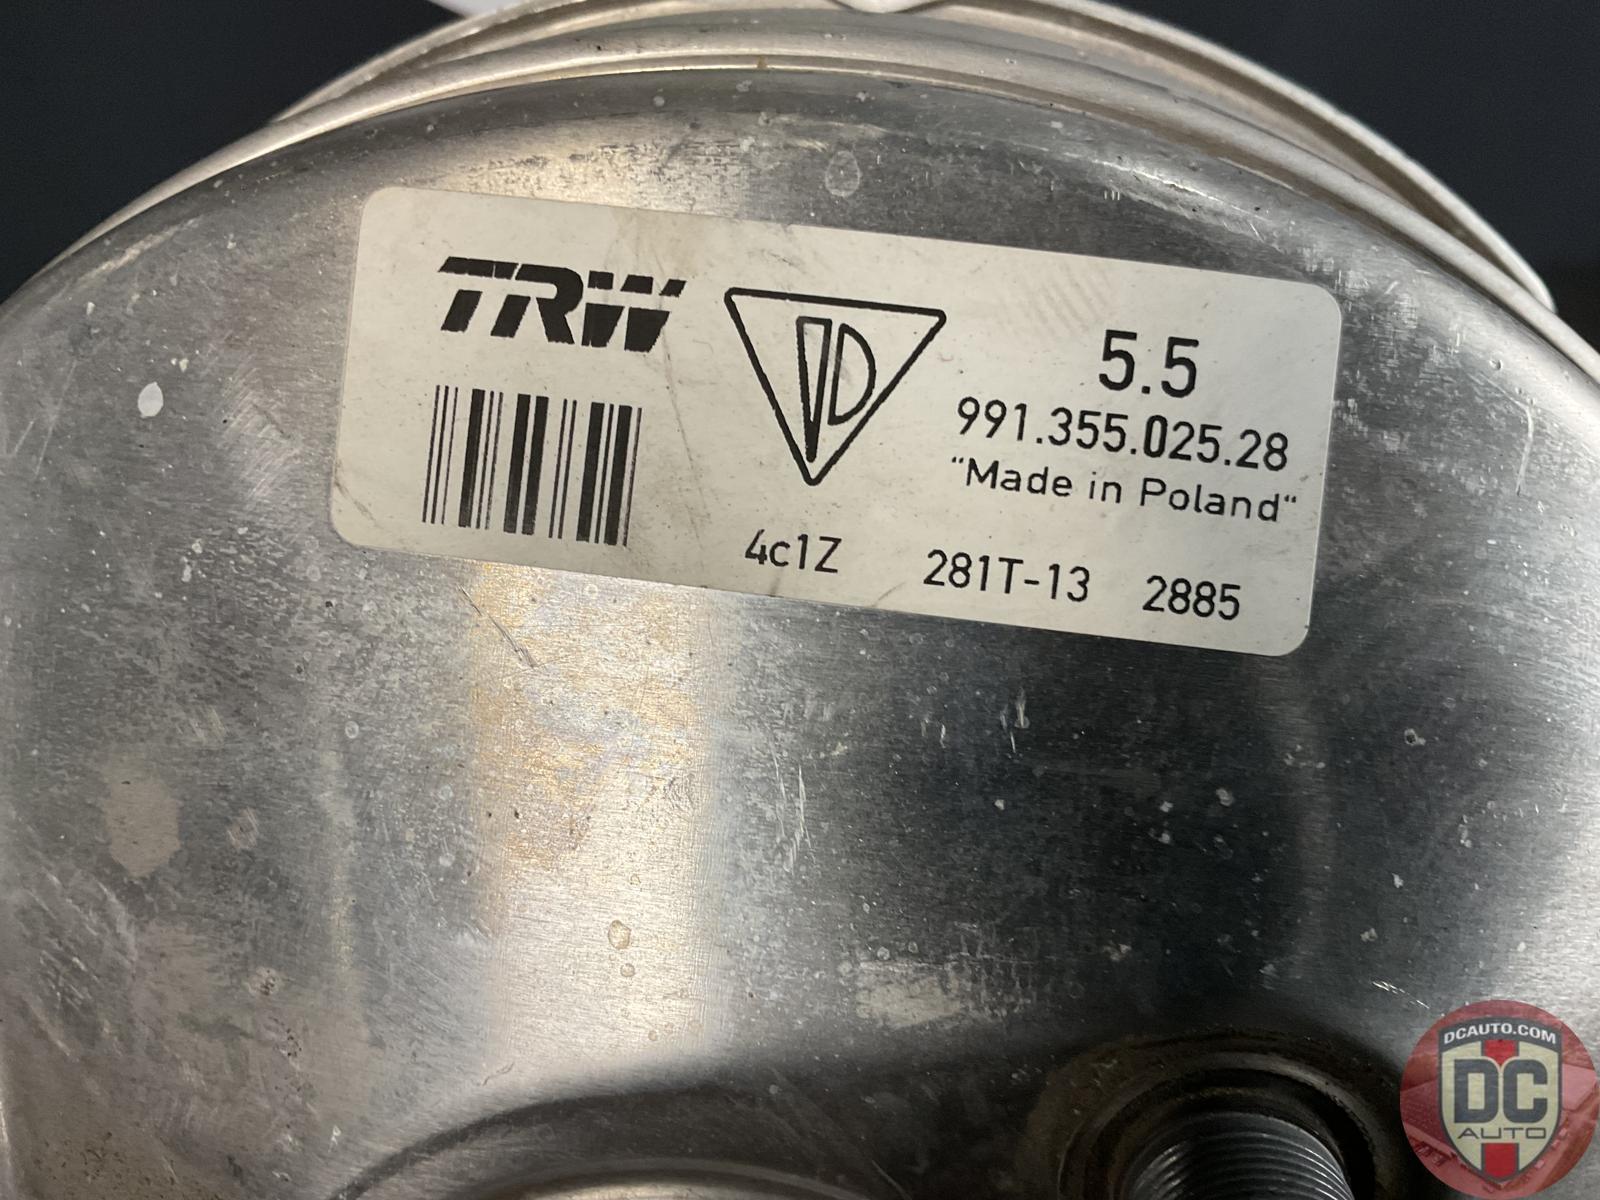 TRW
5.5
991.355.025.28
"Made in Poland"
4c1Z 281T-13 2885
DCAUTO.COM
DC
AUTO